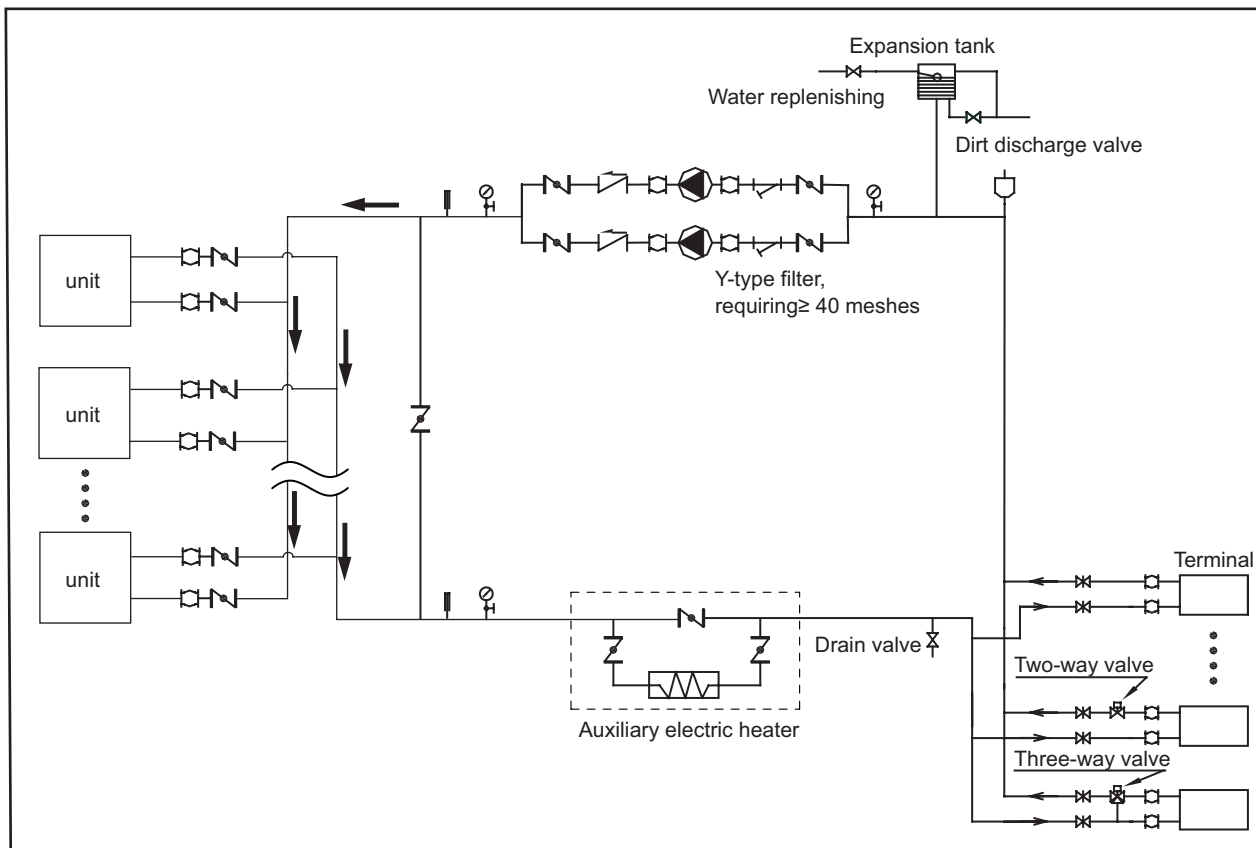 Expansion tank
Water replenishing
Dirt discharge valve
Y-type filter,
requiring≥ 40 meshes
unit
unit
unit
Terminal
Drain valve
Two-way valve
Auxiliary electric heater
Three-way valve